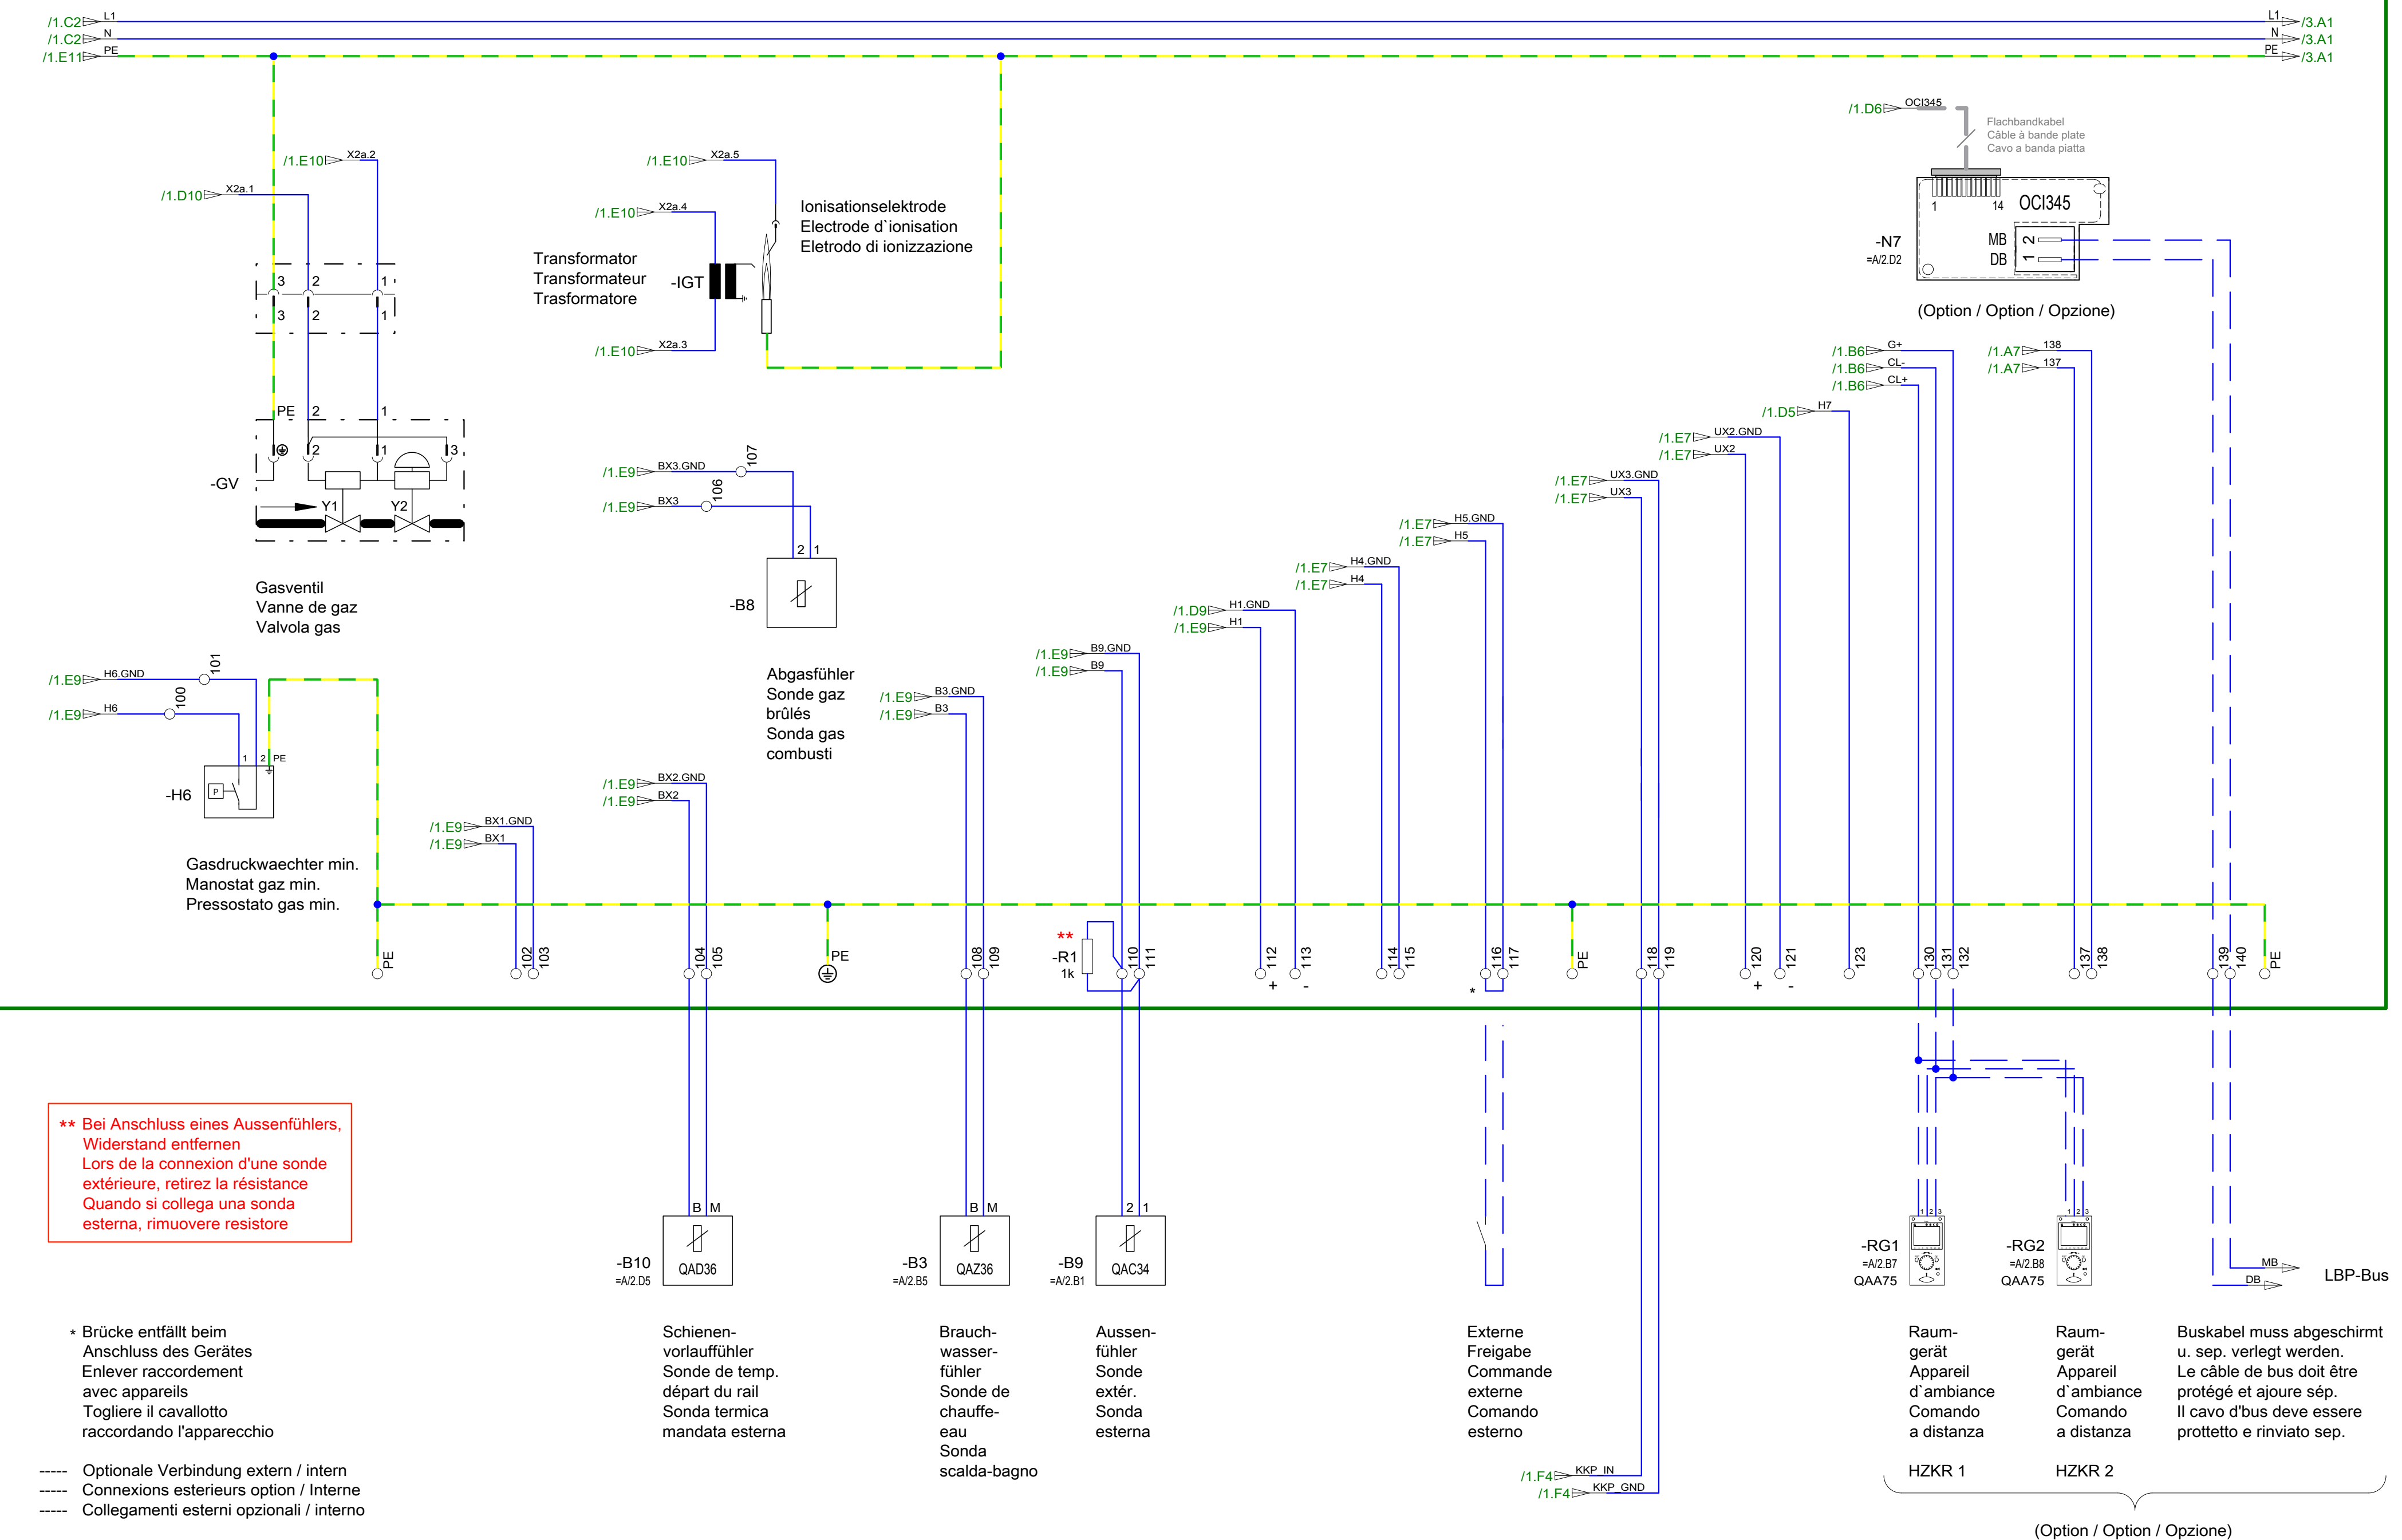 /1.C2 L1
/1.C2 N
/1.E11 PE
L1 /3.A1
N /3.A1
PE /3.A1
/1.D6 OCI345
Flachbandkabel
Câble à bande plate
Cavo a banda piatta
1 14 OCI345
MB 2
DB 1
-N7
=A/2.D2
(Option / Option / Opzione)
/1.E10 X2a.2
/1.D10 X2a.1
3 2 1
3 2 1
PE 2 1
2 1 3
-GV
Y1 Y2
Gasventil
Vanne de gaz
Valvola gas
/1.E10 X2a.5
/1.E10 X2a.4
Ionisationselektrode
Electrode d`ionisation
Eletrodo di ionizzazione
Transformator
Transformateur
Trasformatore
-IGT
/1.E10 X2a.3
/1.E9 BX3.GND 107
/1.E9 BX3 106
2 1
-B8
Abgasfühler
Sonde gaz
brûlés
Sonda gas
combusti
/1.E9 H6.GND 101
/1.E9 H6 100
1 2 PE
-H6 P
Gasdruckwaechter min.
Manostat gaz min.
Pressostato gas min.
/1.E9 BX1.GND
/1.E9 BX1
/1.E9 BX2.GND
/1.E9 BX2
/1.E9 B3.GND
/1.E9 B3
/1.E9 B9.GND
/1.E9 B9
/1.D9 H1.GND
/1.E9 H1
/1.E7 H4.GND
/1.E7 H4
/1.E7 H5.GND
/1.E7 H5
/1.E7 UX3.GND
/1.E7 UX3
/1.E7 UX2.GND
/1.E7 UX2
/1.D5 H7
/1.B6 G+
/1.B6 CL-
/1.B6 CL+
/1.A7 138
/1.A7 137
**
-R1
1k
PE 102 103 104 105 PE 108 109 110 111 112 113 114 115 116 117 PE 118 119 120 121 123 130 131 132 137 138 139 140 PE
+ - * + -
** Bei Anschluss eines Aussenfühlers,
Widerstand entfernen
Lors de la connexion d'une sonde
extérieure, retirez la résistance
Quando si collega una sonda
esterna, rimuovere resistore
B M
-B10
=A/2.D5
QAD36
B M
-B3
=A/2.B5
QAZ36
2 1
-B9
=A/2.B1
QAC34
1 2 3
-RG1
=A/2.B7
QAA75
1 2 3
-RG2
=A/2.B8
QAA75
MB
DB
LBP-Bus
* Brücke entfällt beim
Anschluss des Gerätes
Enlever raccordement
avec appareils
Togliere il cavallotto
raccordando l'apparecchio
----- Optionale Verbindung extern / intern
----- Connexions esterieurs option / Interne
----- Collegamenti esterni opzionali / interno
Schienen-
vorlauffühler
Sonde de temp.
départ du rail
Sonda termica
mandata esterna
Brauch-
wasser-
fühler
Sonde de
chauffe-
eau
Sonda
scalda-bagno
Aussen-
fühler
Sonde
extér.
Sonda
esterna
Externe
Freigabe
Commande
externe
Comando
esterno
/1.F4 KKP_IN
/1.F4 KKP_GND
Raum-
gerät
Appareil
d`ambiance
Comando
a distanza
HZKR 1
Raum-
gerät
Appareil
d`ambiance
Comando
a distanza
HZKR 2
Buskabel muss abgeschirmt
u. sep. verlegt werden.
Le câble de bus doit être
protégé et ajoure sép.
Il cavo d'bus deve essere
prottetto e rinviato sep.
(Option / Option / Opzione)